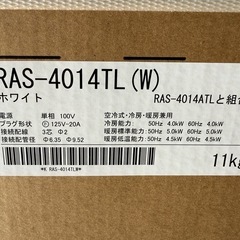 RAS-4014TL(W)
ホワイト RAS-4014ATLと組
電源 単相 100V 空冷式・冷房・暖房兼用
プラグ形状 125V-20A 冷房能力 50Hz 4.0kW 60Hz 4.0kW
接続配線 3芯 Φ2 暖房標準能力 50Hz 5.0kW 60Hz 5.0kW
接続配管径 Φ6.35 Φ9.52 暖房低温能力 50Hz 4.5kW 60Hz 4.5kW
* RAS-4014TLW*
11kg